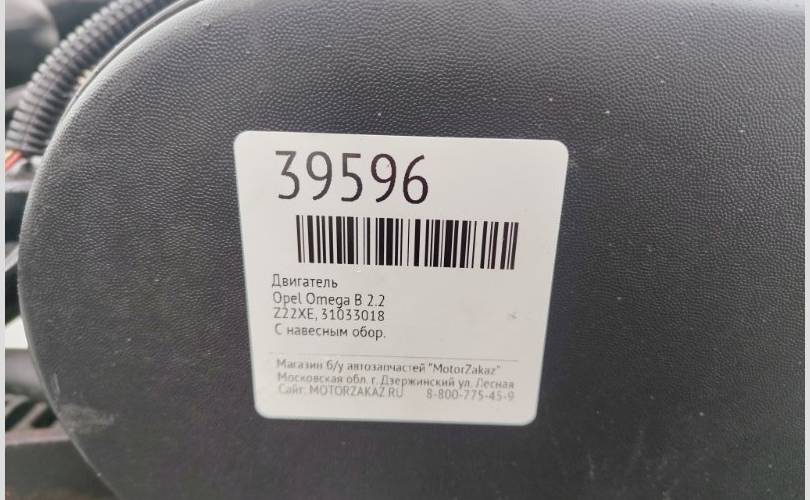 39596
Двигатель
Opel Omega B 2.2
Z22XE, 31033018
С навесным обор.
Магазин б/у автозапчастей "MotorZakaz"
Московская обл. г. Дзержинский ул. Лесная
Сайт: MOTORZAKAZ.RU 8-800-775-45-9